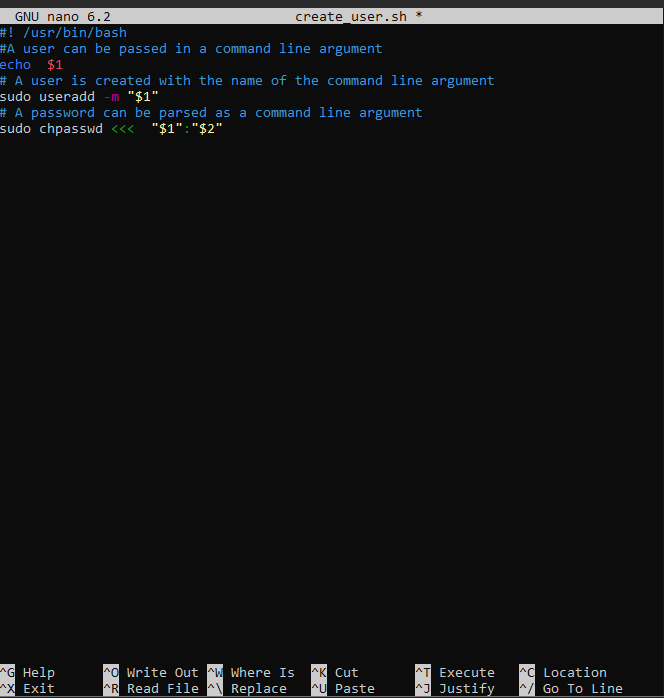 GNU nano 6.2 create_user.sh *
#! /usr/bin/bash
#A user can be passed in a command line argument
echo  $1
# A user is created with the name of the command line argument
sudo useradd -m "$1"
# A password can be parsed as a command line argument
sudo chpasswd <<<  "$1":"$2"
^G Help ^O Write Out ^W Where Is ^K Cut ^T Execute ^C Location
^X Exit ^R Read File ^\ Replace ^U Paste ^J Justify ^/ Go To Line